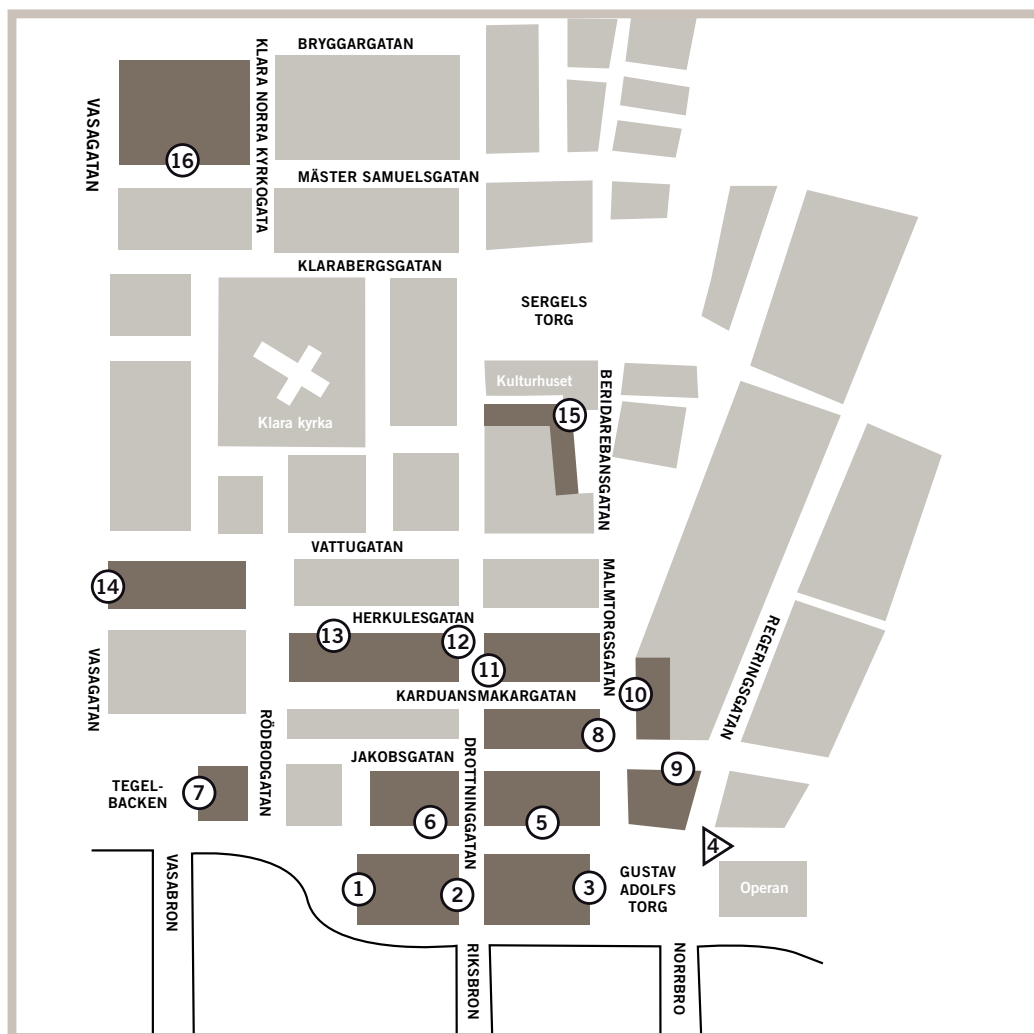 BRYGGARGATAN
KLARA NORRA KYRKOGATA
VASAGATAN
16
MÄSTER SAMUELSGATAN
KLARABERGSGATAN
SERGELS
TORG
Kulturhuset
BERIDAREBANSGATAN
15
Klara kyrka
VATTUGATAN
14
MALMTORGSGATAN
HERKULESGATAN
13
12
11
REGERINGSGATAN
VASAGATAN
KARDUANSMAKARGATAN
10
RÖDBODGATAN
8
DROTTNINGGATAN
JAKOBSGATAN
9
TEGEL-
BACKEN
7
6
5
4
VASABRON
1
2
3
GUSTAV
ADOLFS
TORG
Operan
RIKSBRON
NORRBRO